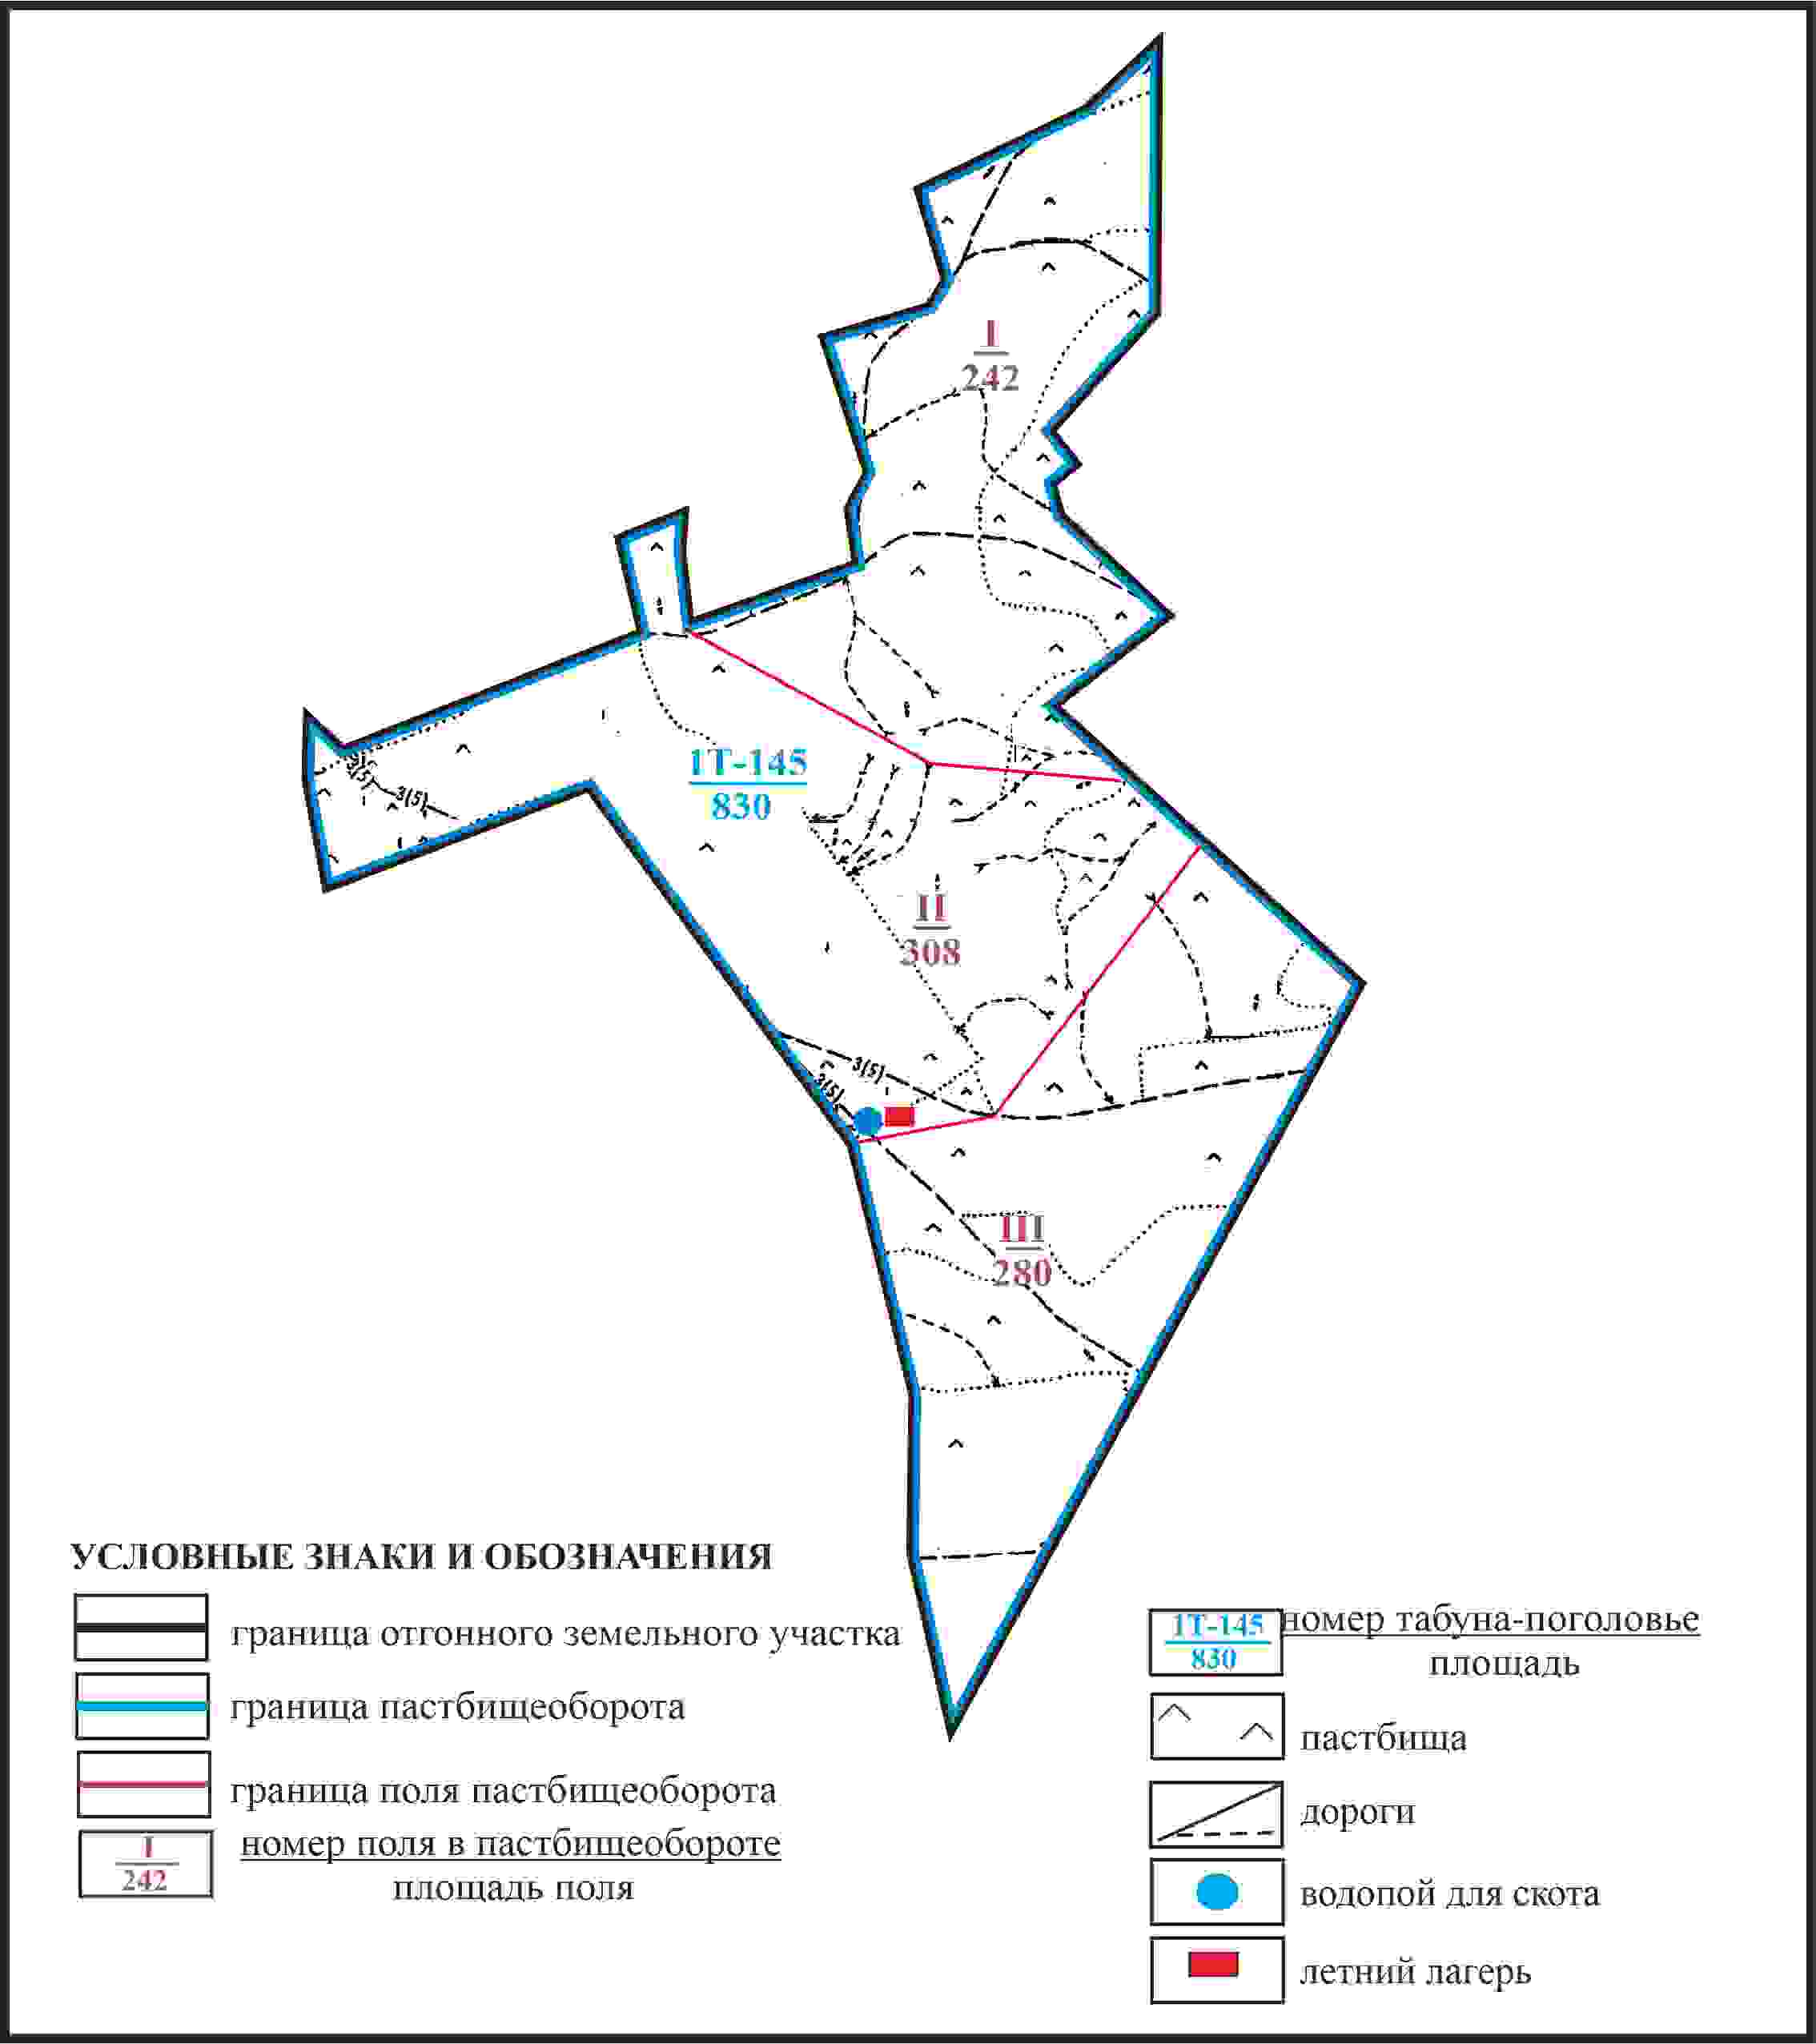 I
242
1Т-145
830
3(5)
3(5)
II
308
3(5)
3(5)
III
280
УСЛОВНЫЕ ЗНАКИ И ОБОЗНАЧЕНИЯ
граница отгонного земельного участка
граница пастбищеоборота
граница поля пастбищеоборота
I
242
номер поля в пастбищеобороте
площадь поля
1Т-145
830
номер табуна-поголовье
площадь
пастбища
дороги
водопой для скота
летний лагерь